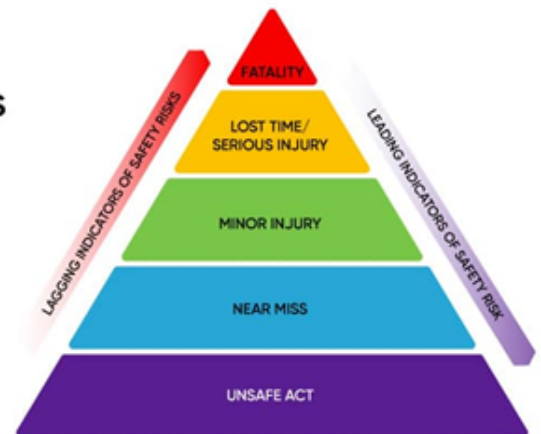 S
FATALITY
LOST TIME/
SERIOUS INJURY
MINOR INJURY
NEAR MISS
UNSAFE ACT
LAGGING INDICATORS OF SAFETY RISKS
LEADING INDICATORS OF SAFETY RISK